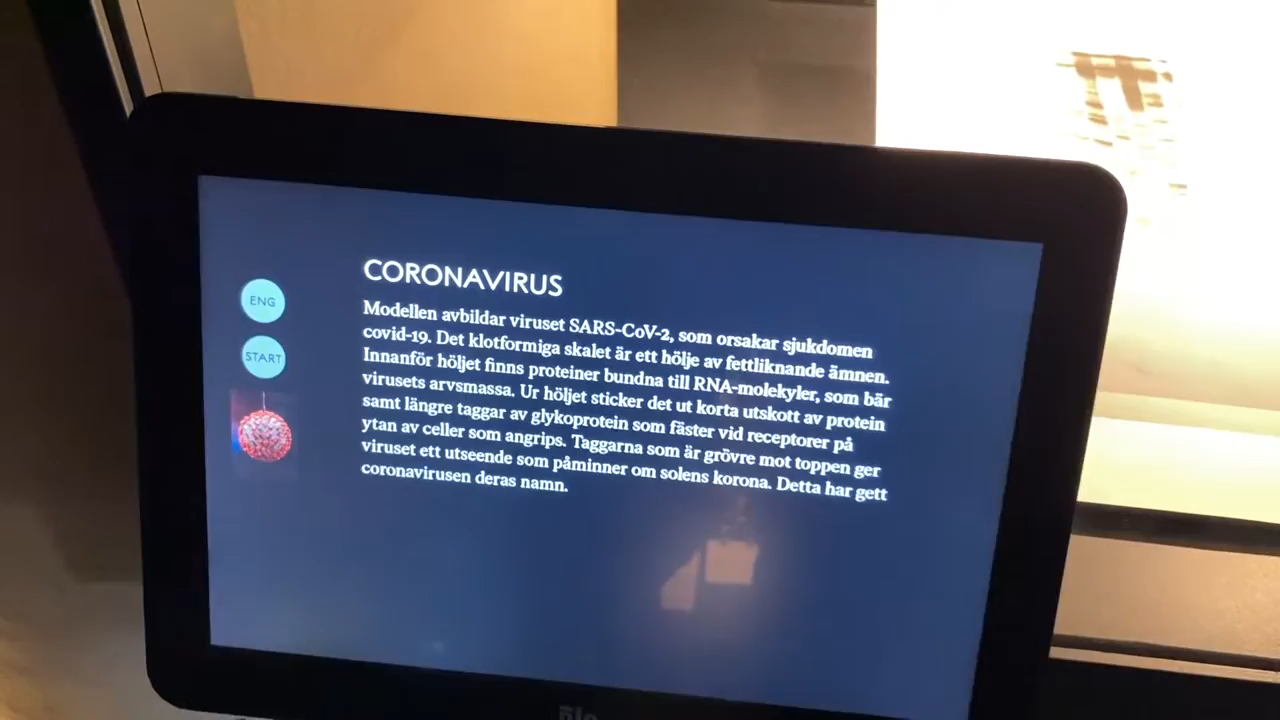 CORONAVIRUS
Modellen avbildar viruset SARS-CoV-2, som orsakar sjukdomen
covid-19. Det klotformiga skalet är ett hölje av fettliknande ämnen.
Innanför höljet finns proteiner bundna till RNA-molekyler, som bär
virusets arvsmassa. Ur höljet sticker det ut korta utskott av protein
samt längre taggar av glykoprotein som fäster vid receptorer på
ytan av celler som angrips. Taggarna som är grövre mot toppen ger
viruset ett utseende som påminner om solens korona. Detta har gett
coronavirusen deras namn.
ENG
START